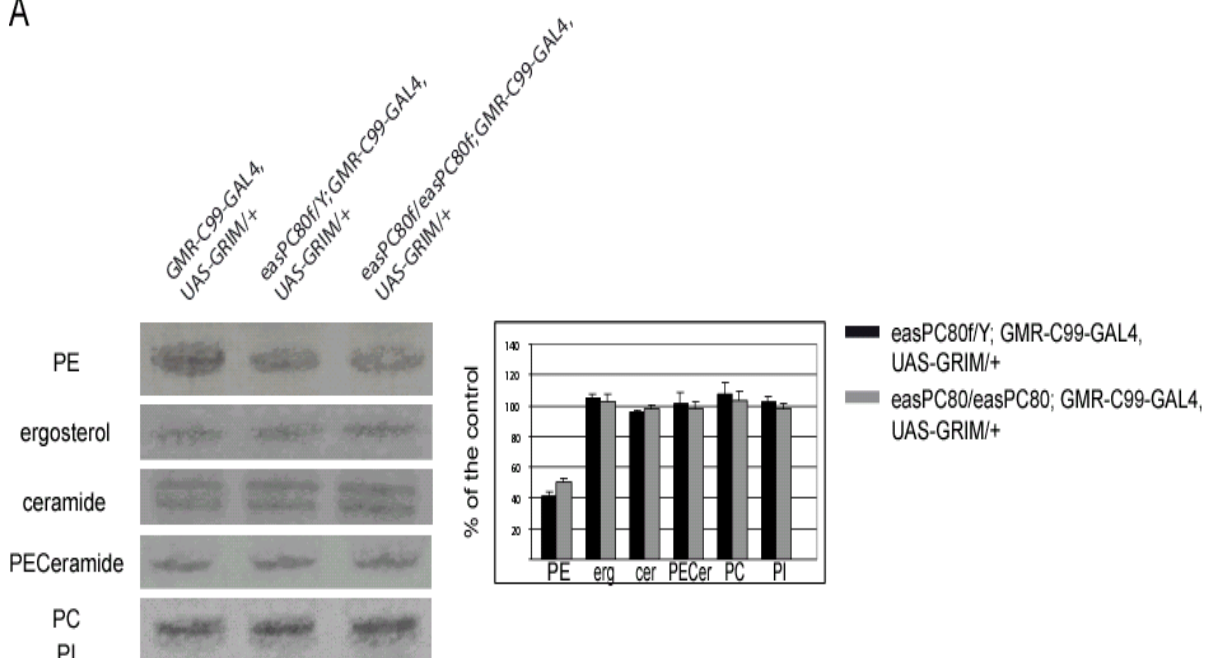 A
GMR-C99-GAL4,
UAS-GRIM/+
easPC80f/Y; GMR-C99-GAL4,
UAS-GRIM/+
easPC80f/easPC80f; GMR-C99-GAL4,
UAS-GRIM/+
PE
ergosterol
ceramide
PECeramide
PC
PI
% of the control
140
120
100
80
60
40
20
PE erg cer PECer PC PI
easPC80f/Y; GMR-C99-GAL4,
UAS-GRIM/+
easPC80/easPC80; GMR-C99-GAL4,
UAS-GRIM/+